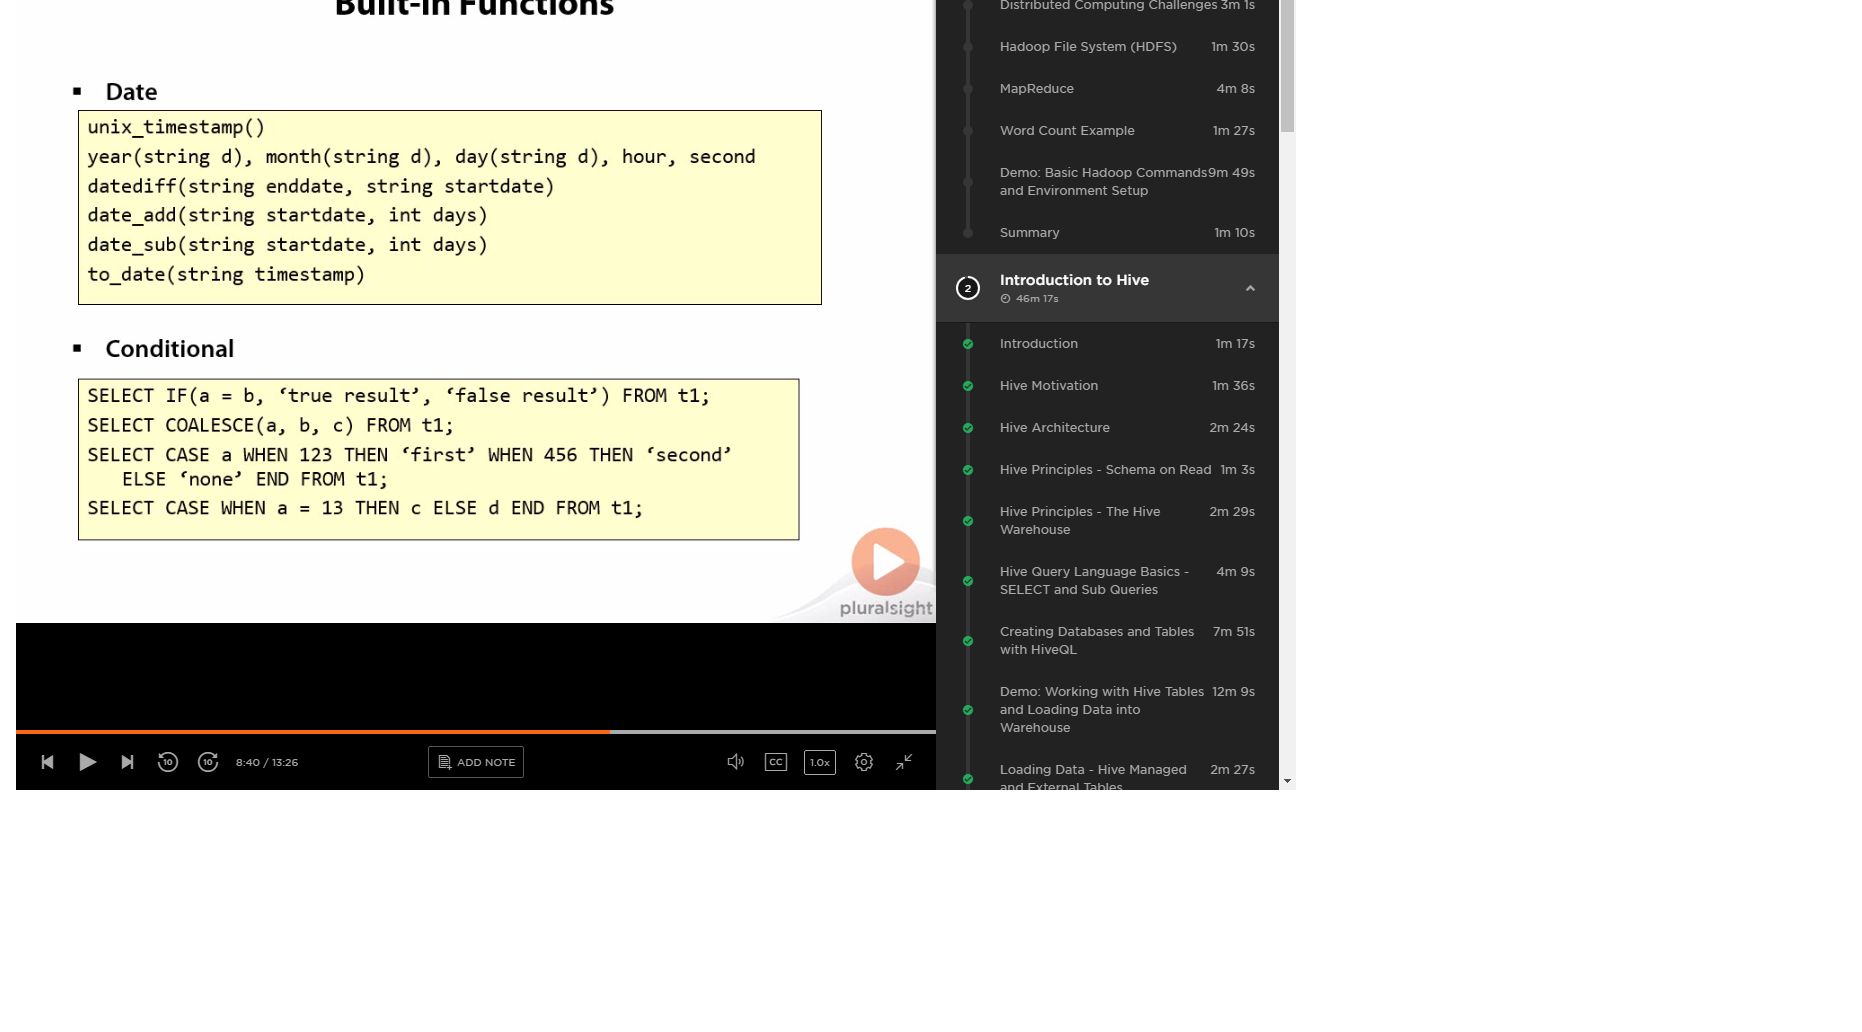 Built-in Functions
▪ Date
unix_timestamp()
year(string d), month(string d), day(string d), hour, second
datediff(string enddate, string startdate)
date_add(string startdate, int days)
date_sub(string startdate, int days)
to_date(string timestamp)
▪ Conditional
SELECT IF(a = b, ‘true result’, ‘false result’) FROM t1;
SELECT COALESCE(a, b, c) FROM t1;
SELECT CASE a WHEN 123 THEN ‘first’ WHEN 456 THEN ‘second’
ELSE ‘none’ END FROM t1;
SELECT CASE WHEN a = 13 THEN c ELSE d END FROM t1;
pluralsight
10
10
8:40 / 13:26
ADD NOTE
CC
1.0x
Distributed Computing Challenges 3m 1s
Hadoop File System (HDFS) 1m 30s
MapReduce 4m 8s
Word Count Example 1m 27s
Demo: Basic Hadoop Commands 9m 49s
and Environment Setup
Summary 1m 10s
2
Introduction to Hive
46m 17s
Introduction 1m 17s
Hive Motivation 1m 36s
Hive Architecture 2m 24s
Hive Principles - Schema on Read 1m 3s
Hive Principles - The Hive 2m 29s
Warehouse
Hive Query Language Basics - 4m 9s
SELECT and Sub Queries
Creating Databases and Tables 7m 51s
with HiveQL
Demo: Working with Hive Tables 12m 9s
and Loading Data into
Warehouse
Loading Data - Hive Managed 2m 27s
and External Tables